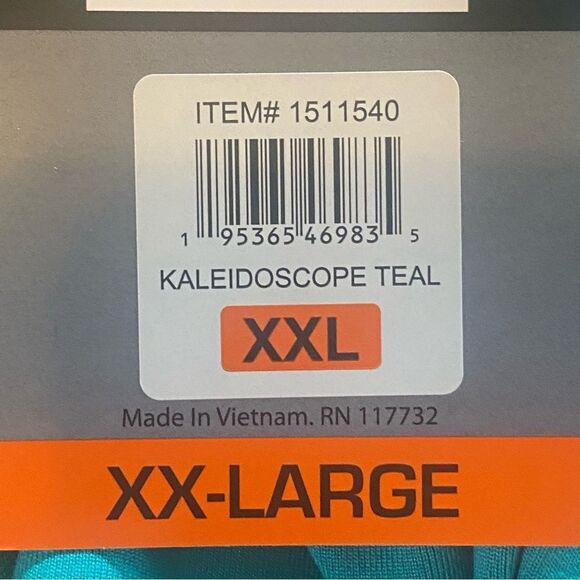 ITEM# 1511540
1 95365 46983 5
KALEIDOSCOPE TEAL
XXL
Made In Vietnam. RN 117732
XX-LARGE